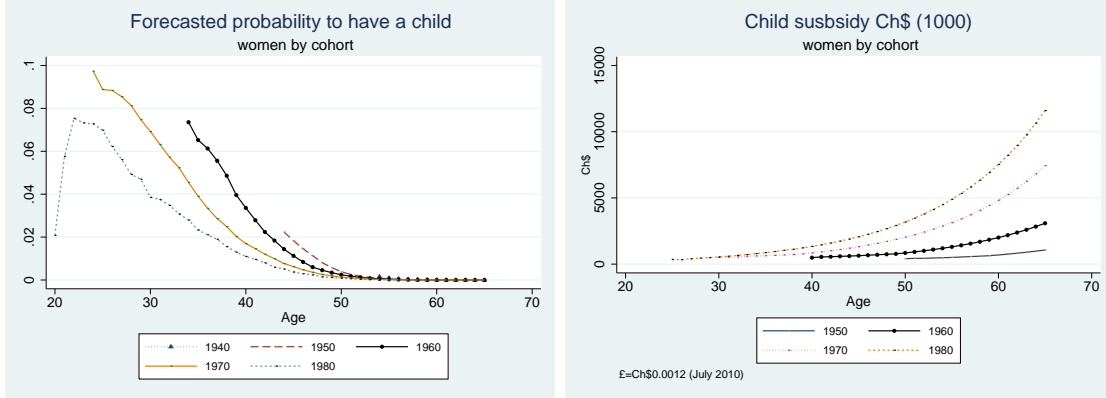 Forecasted probability to have a child
women by cohort
.1
.08
.06
.04
.02
0
20 30 40 50 60 70
Age
1940 1950 1960
1970 1980
Child susbsidy Ch$ (1000)
women by cohort
Ch$
15000
10000
5000
0
20 30 40 50 60 70
Age
1950 1960
1970 1980
£=Ch$0.0012 (July 2010)